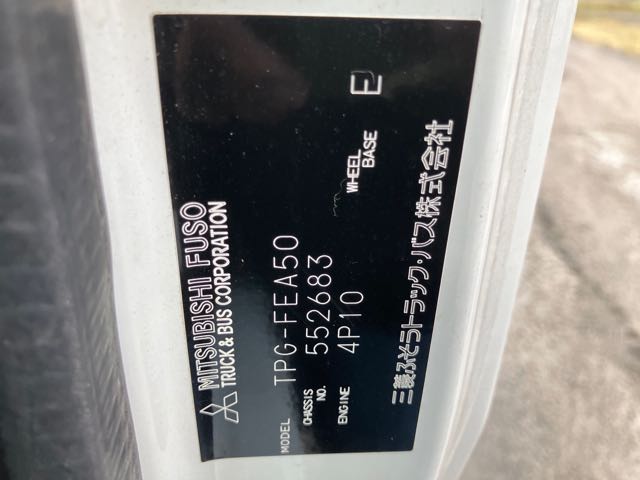 MITSUBISHI FUSO
TRUCK & BUS CORPORATION
MODEL TPG-FEA50
CHASSIS NO. 552683
ENGINE 4P10 WHEEL BASE E
三菱ふそうトラック・バス株式会社